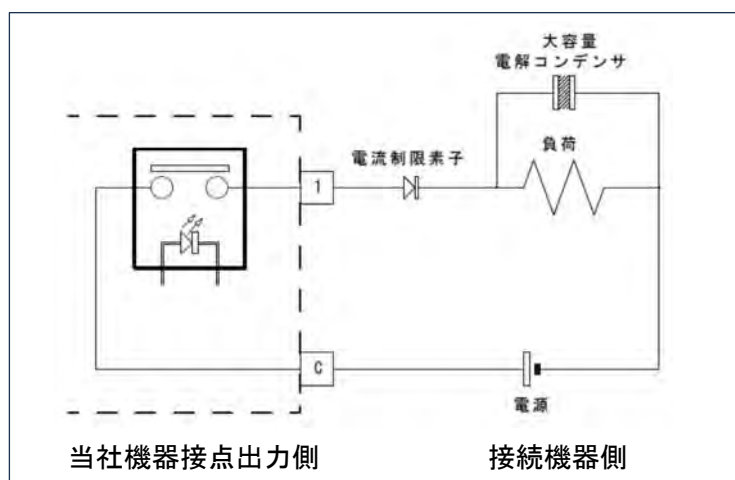 大容量
電解コンデンサ
電流制限素子
負荷
1
C
電源
当社機器接点出力側
接続機器側